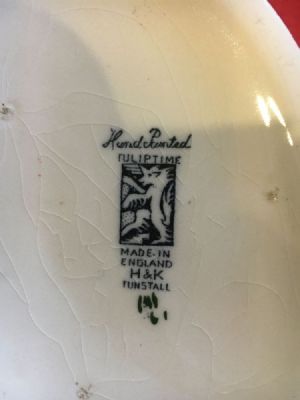 Hand Painted
TULIPTIME
MADE·IN
ENGLAND
H&K
TUNSTALL